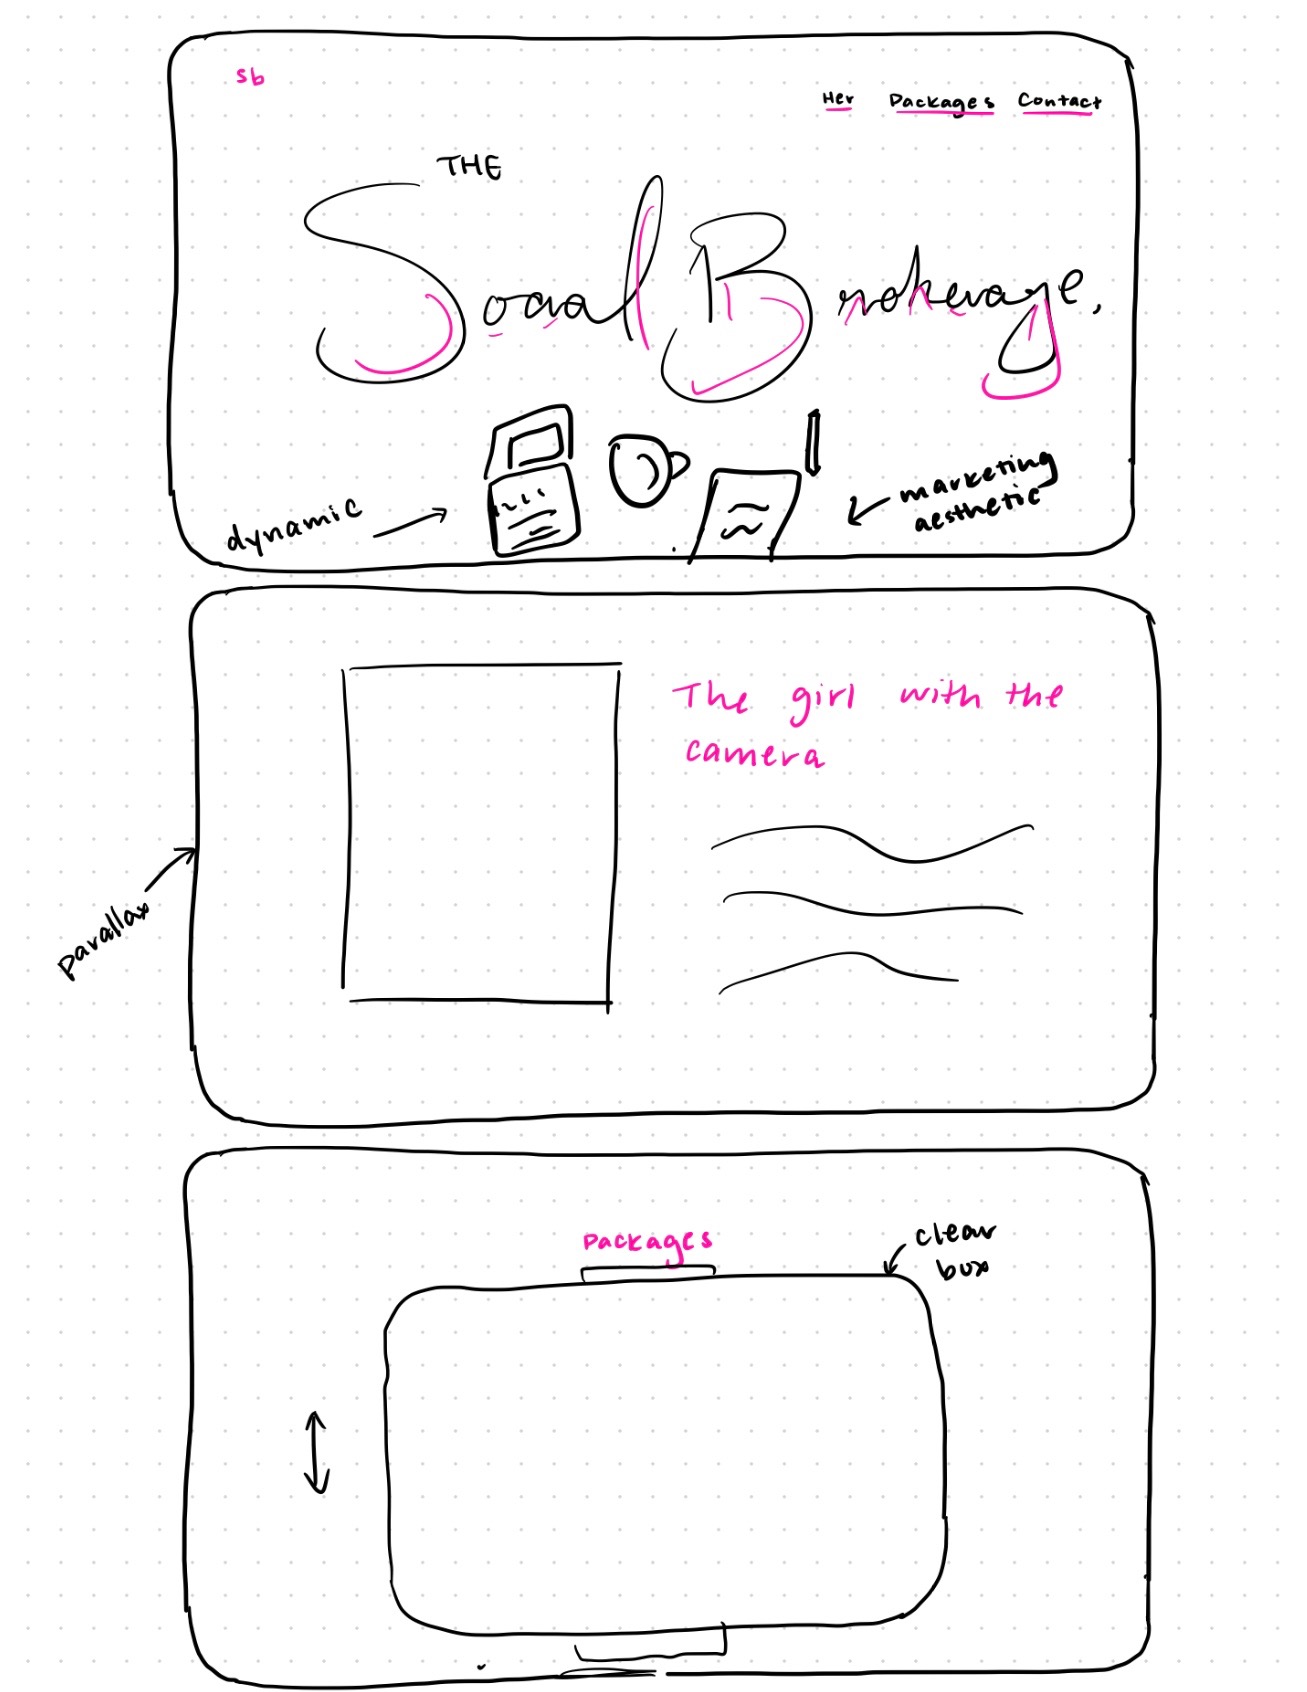 sb
Her Packages Contact
THE
Social Brokerage.
dynamic
marketing
aesthetic
The girl with the
camera
parallax
Packages
clear
box